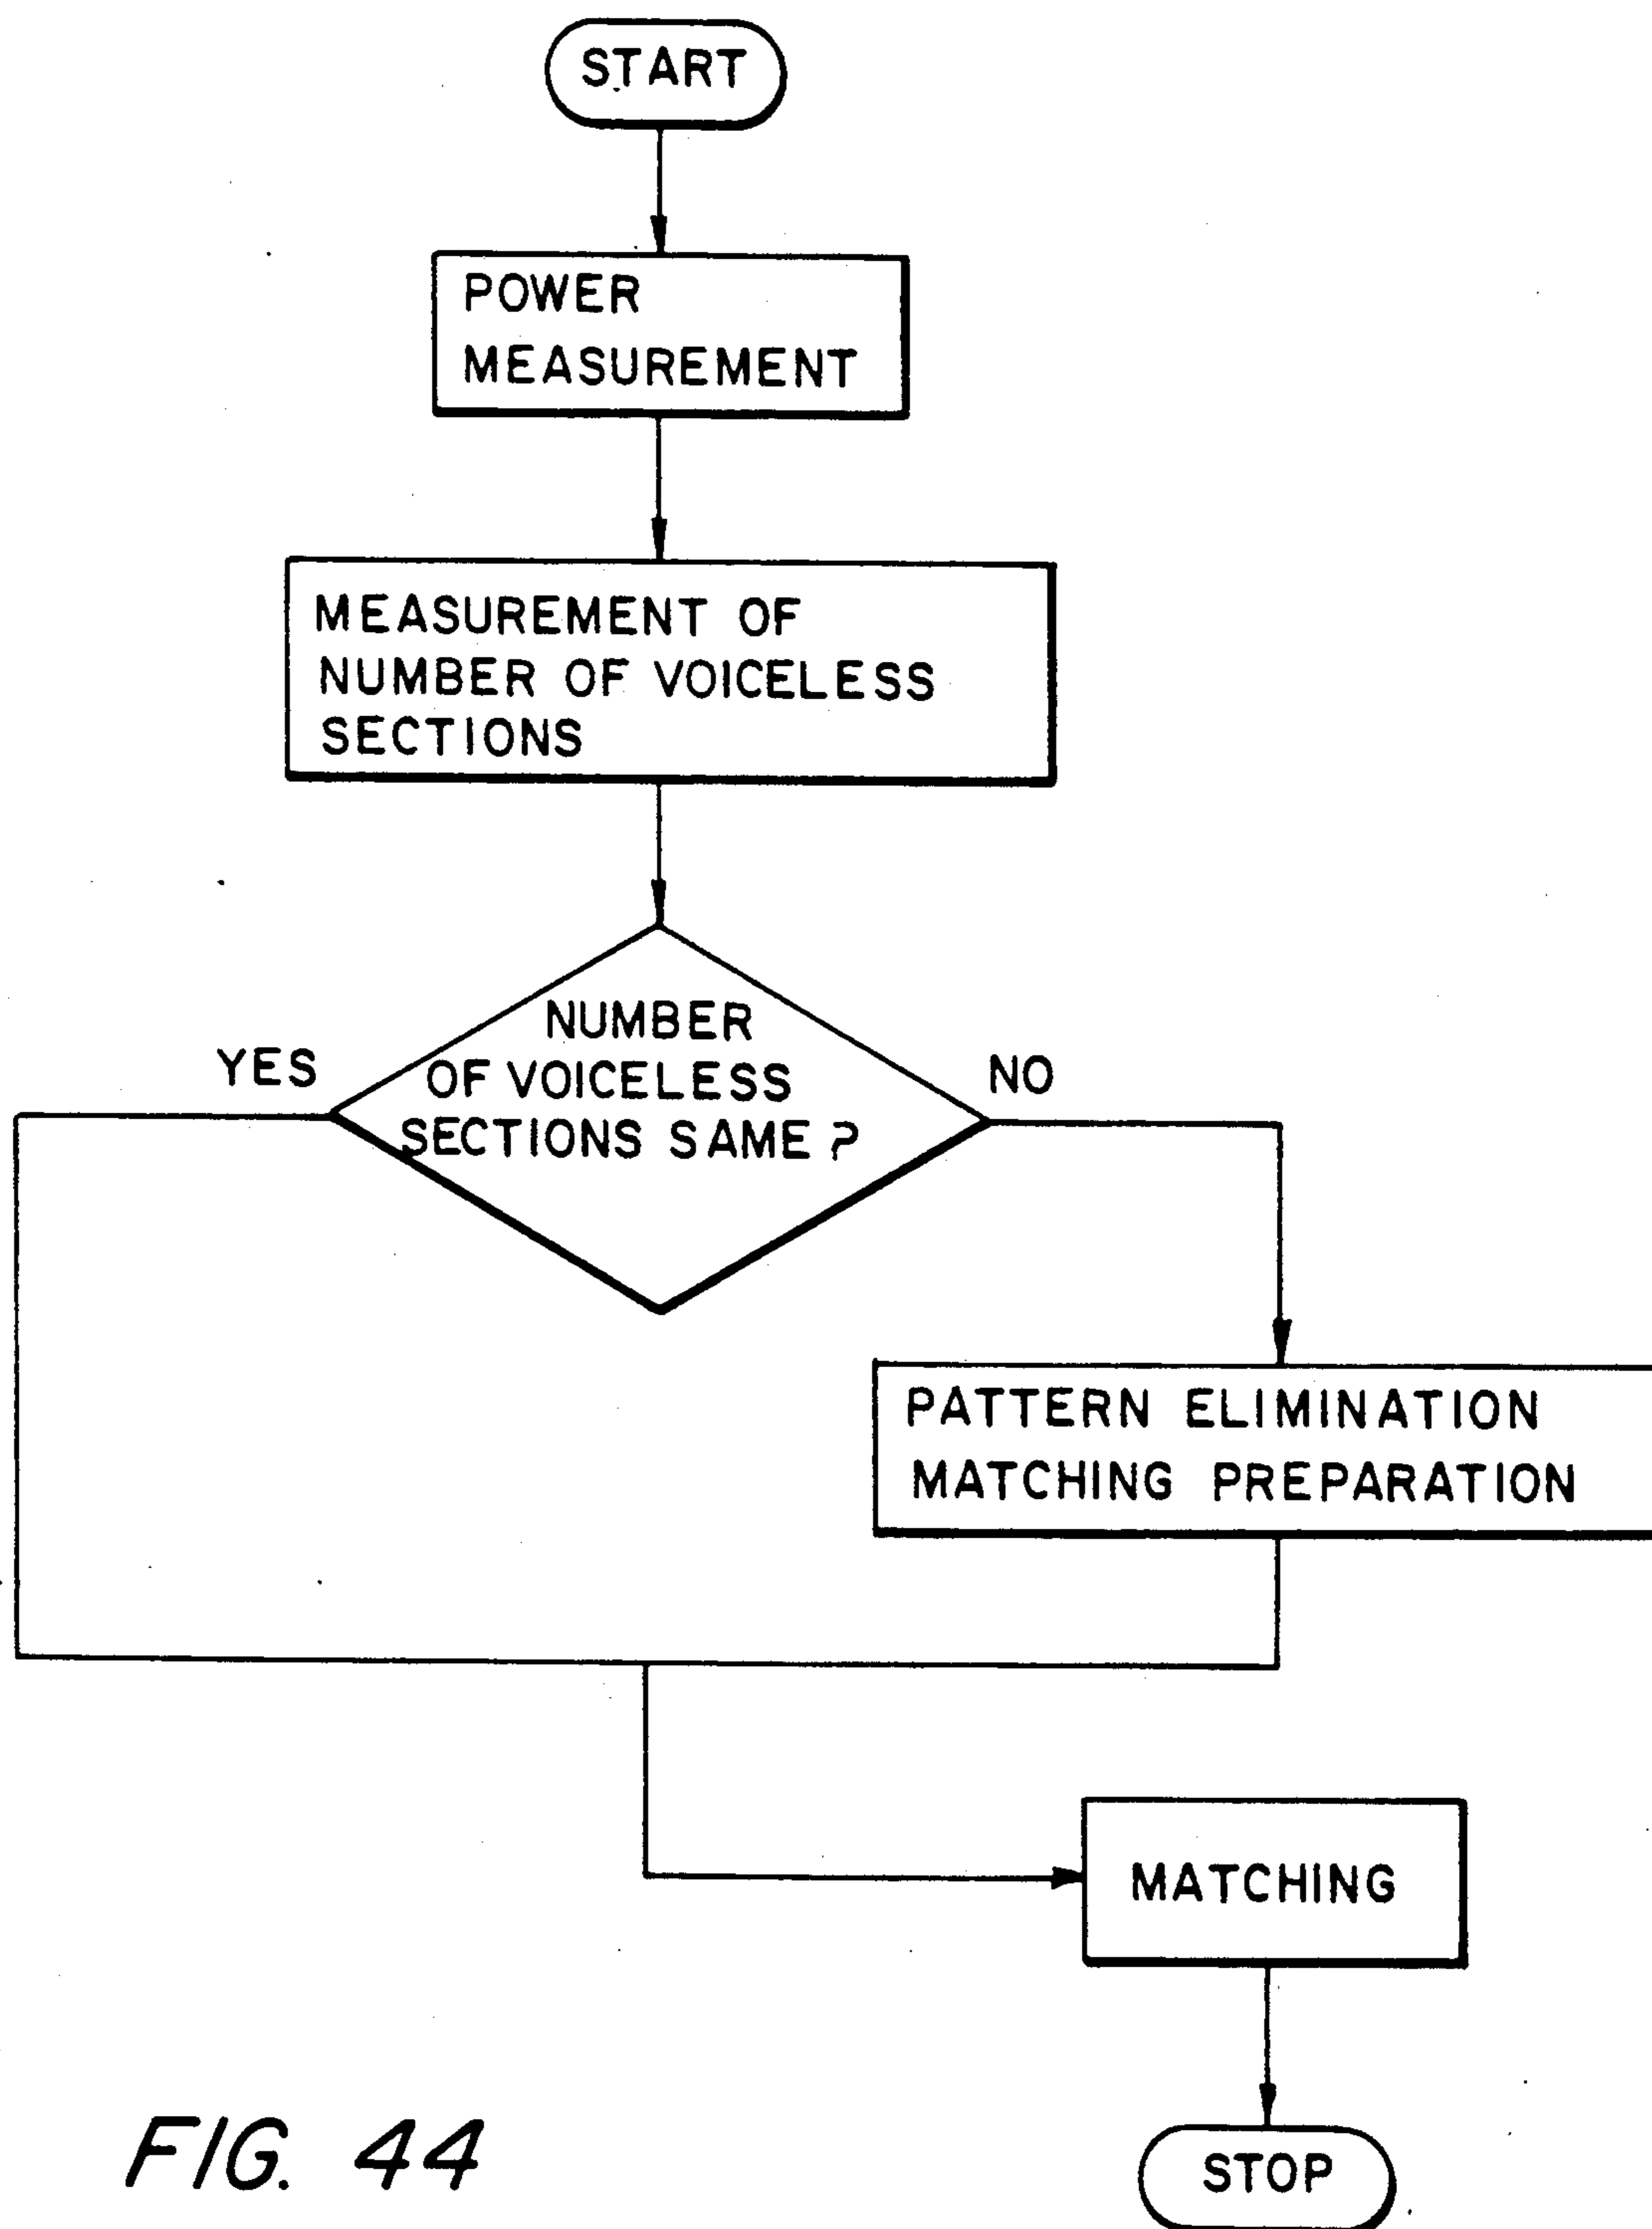 START
POWER
MEASUREMENT
MEASUREMENT OF
NUMBER OF VOICELESS
SECTIONS
NUMBER
OF VOICELESS
SECTIONS SAME?
YES
NO
PATTERN ELIMINATION
MATCHING PREPARATION
MATCHING
STOP
FIG. 44